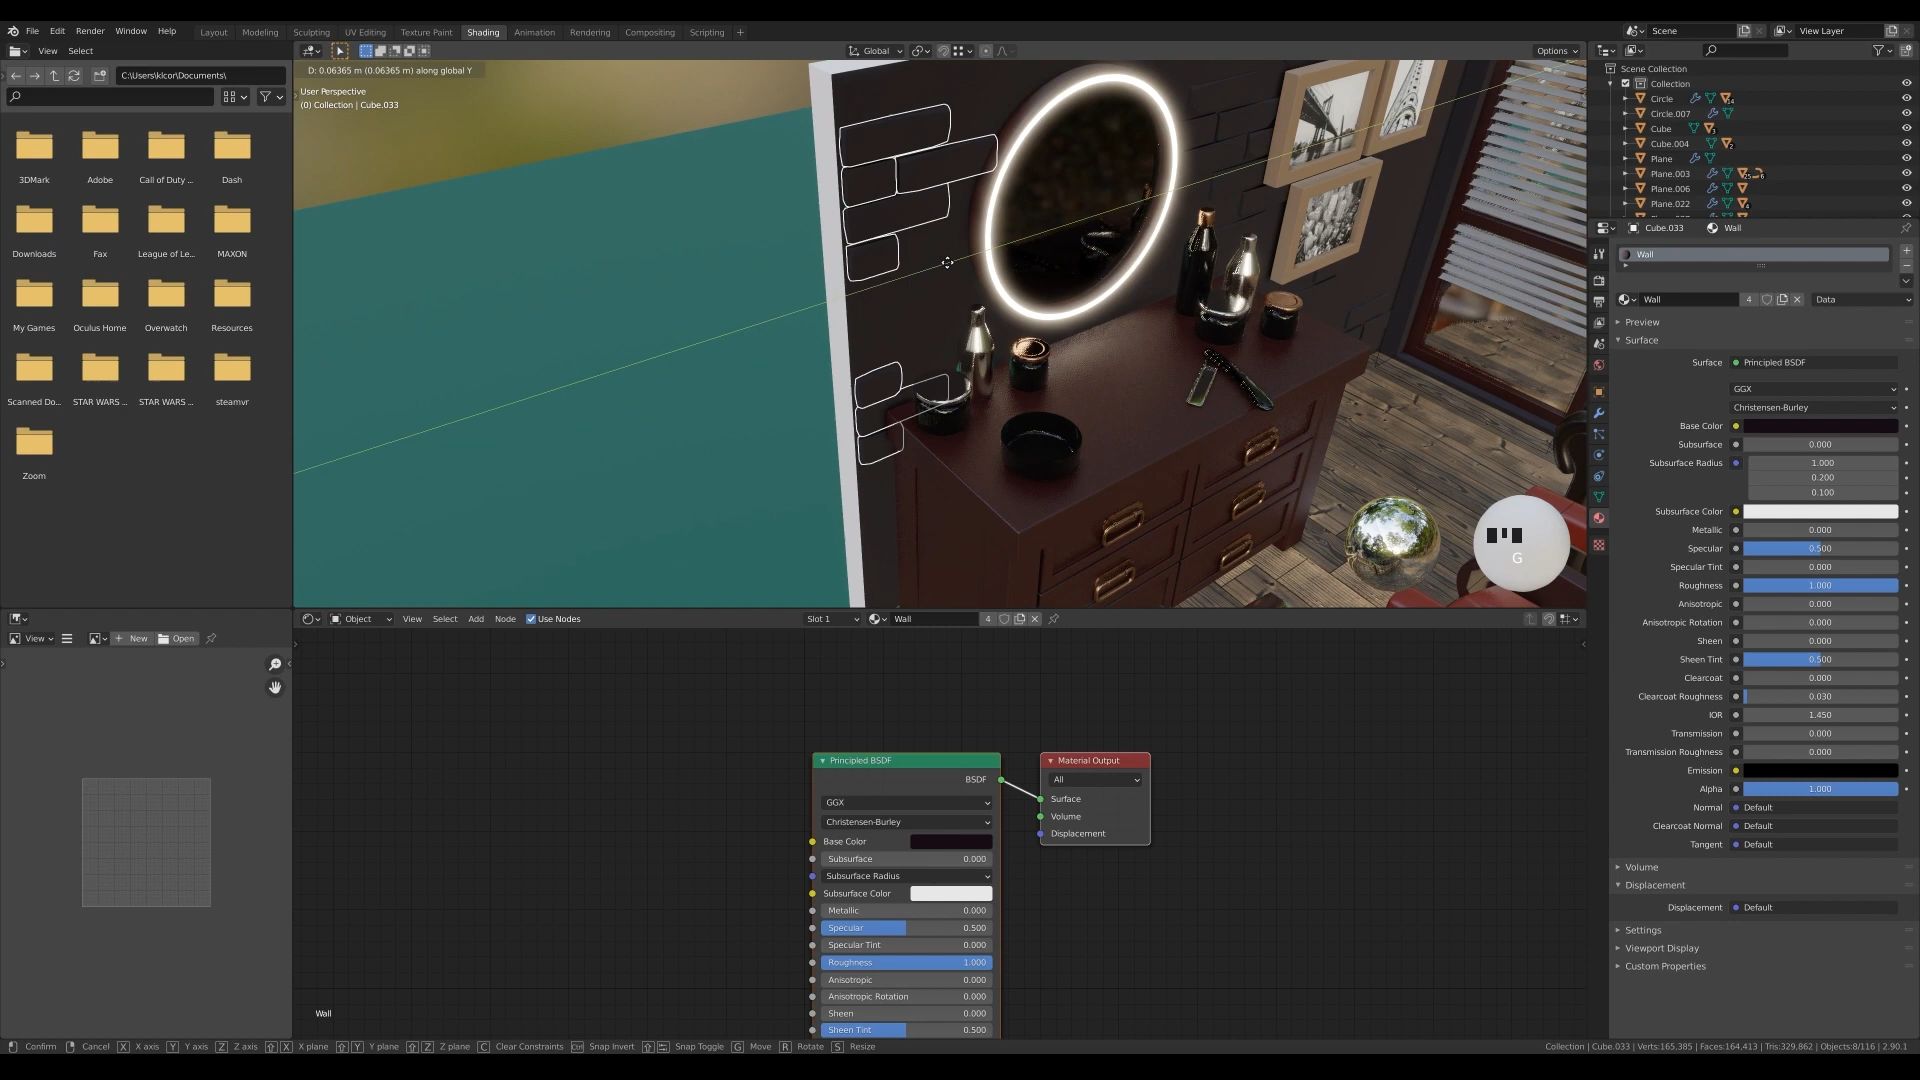 File Edit Render Window Help Layout Modeling Sculpting UV Editing Texture Paint Shading Animation Rendering Compositing Scripting + Scene View Layer
View Select Global Options
C:\Users\klcor\Documents\
D: 0.06365 m (0.06365 m) along global Y
User Perspective
(0) Collection | Cube.033
3DMark Adobe Call of Duty ... Dash
Downloads Fax League of Le... MAXON
My Games Oculus Home Overwatch Resources
Scanned Do... STAR WARS ... STAR WARS ... steamvr
Zoom
G
Scene Collection
Collection
Circle
Circle.007
Cube
Cube.004
Plane
Plane.003
Plane.006
Plane.022
Cube.033 Wall
Wall
Wall 4 Data
Preview
Surface
Surface Principled BSDF
GGX
Christensen-Burley
Base Color
Subsurface 0.000
Subsurface Radius 1.000
0.200
0.100
Subsurface Color
Metallic 0.000
Specular 0.500
Specular Tint 0.000
Roughness 1.000
Anisotropic 0.000
Anisotropic Rotation 0.000
Sheen 0.000
Sheen Tint 0.500
Clearcoat 0.000
Clearcoat Roughness 0.030
IOR 1.450
Transmission 0.000
Transmission Roughness 0.000
Emission
Alpha 1.000
Normal Default
Clearcoat Normal Default
Tangent Default
Volume
Displacement
Displacement Default
Settings
Viewport Display
Custom Properties
View New Open
Object View Select Add Node Use Nodes Slot 1 Wall 4
Principled BSDF
BSDF
GGX
Christensen-Burley
Base Color
Subsurface 0.000
Subsurface Radius
Subsurface Color
Metallic 0.000
Specular 0.500
Specular Tint 0.000
Roughness 1.000
Anisotropic 0.000
Anisotropic Rotation 0.000
Sheen 0.000
Sheen Tint 0.500
Material Output
All
Surface
Volume
Displacement
Wall
Confirm Cancel X X axis Y Y axis Z Z axis X X plane Y Y plane Z Z plane C Clear Constraints Ctrl Snap Invert Snap Toggle G Move R Rotate S Resize Collection | Cube.033 | Verts:165,385 | Faces:164,413 | Tris:329,862 | Objects:8/116 | 2.90.1